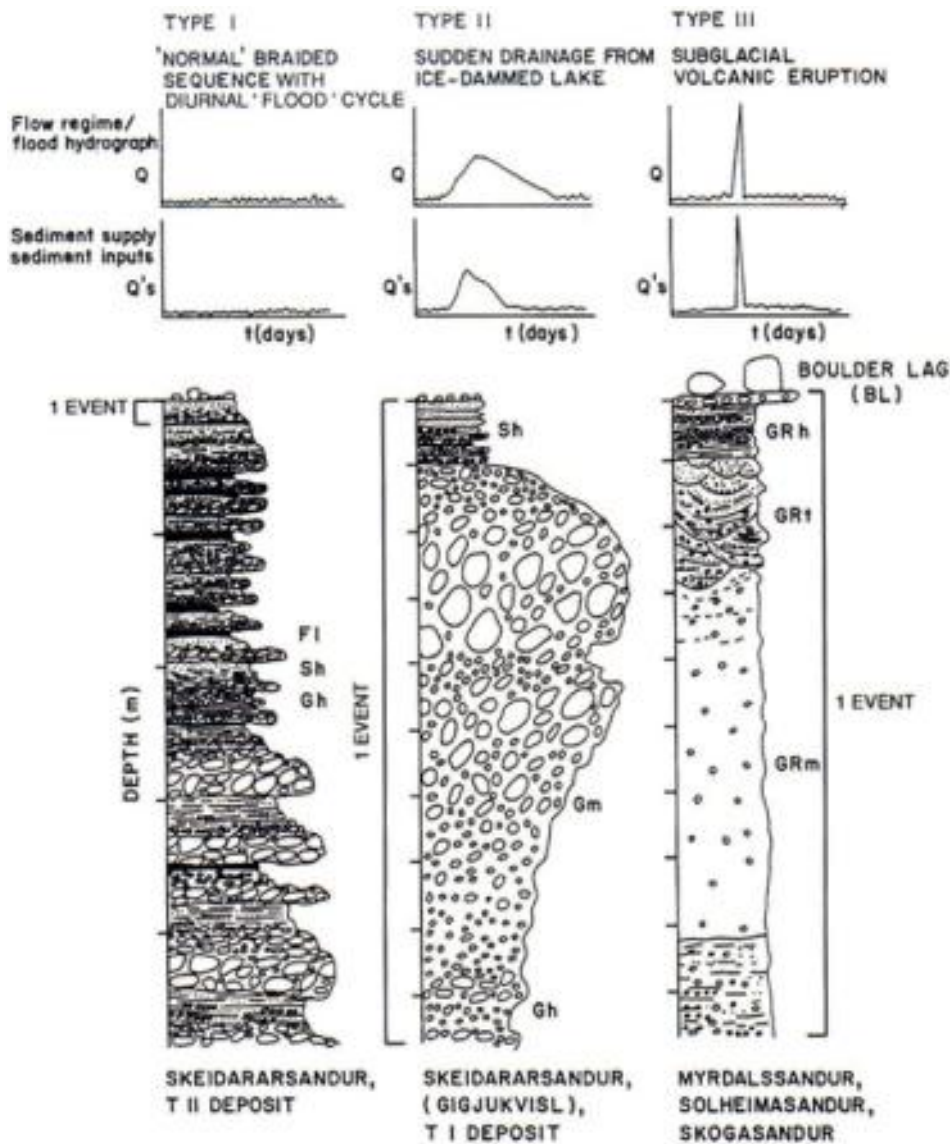 TYPE I
'NORMAL' BRAIDED
SEQUENCE WITH
DIURNAL 'FLOOD' CYCLE
TYPE II
SUDDEN DRAINAGE FROM
ICE-DAMMED LAKE
TYPE III
SUBGLACIAL
VOLCANIC ERUPTION
Flow regime/
flood hydrograph
Q
Q
Q
Sediment supply
sediment inputs
Q's
Q's
Q's
t(days)
t(days)
t(days)
1 EVENT
Sh
BOULDER LAG
(BL)
GRh
GRt
Fl
Sh
Gh
DEPTH (m)
1 EVENT
1 EVENT
Gm
GRm
Gh
SKEIDARARSANDUR,
T II DEPOSIT
SKEIDARARSANDUR,
(GIGJUKVISL),
T I DEPOSIT
MYRDALSSANDUR,
SOLHEIMASANDUR,
SKOGASANDUR